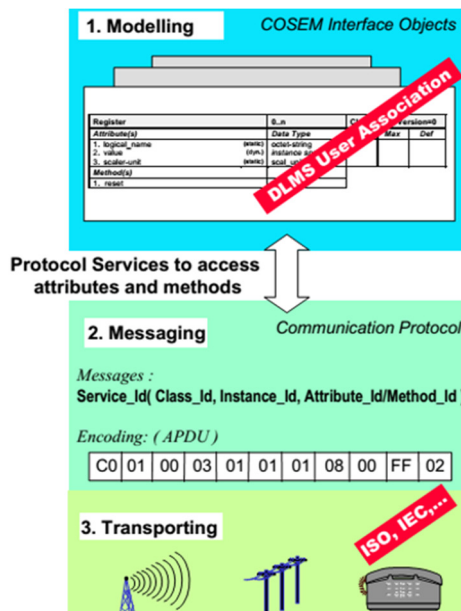 1. Modelling
COSEM Interface Objects
Register 0..n
Attribute(s) Data Type Max Def
1. logical_name (static) octet-string
2. value (dyn.) instance
3. scaler-unit (static)
Method(s)
1. reset
DLMS User Association
Protocol Services to access
attributes and methods
2. Messaging
Communication Protocol
Messages :
Service_Id( Class_Id, Instance_Id, Attribute_Id/Method_Id )
Encoding: ( APDU )
C0 01 00 03 01 01 01 08 00 FF 02
3. Transporting
ISO, IEC,...